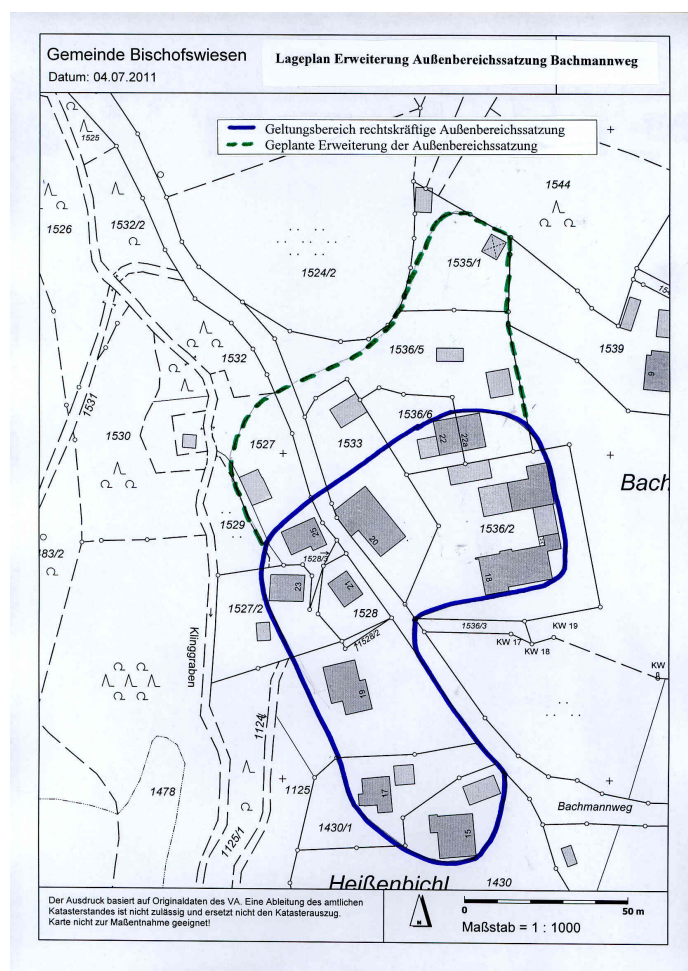 Gemeinde Bischofswiesen
Datum: 04.07.2011
Lageplan Erweiterung Außenbereichssatzung Bachmannweg
Geltungsbereich rechtskräftige Außenbereichssatzung
Geplante Erweiterung der Außenbereichssatzung
1525
1544
1526
1532/2
1524/2
1535/1
1539
9
1536/5
1532
1531
1536/6
1533
1530
1527
22
22a
Bach
1529
25
20
1536/2
1528/3
18
23
21
1527/2
1528
1536/3
KW 19
KW 17
KW 18
Klinggraben
11528/2
KW
19
1124
1478
1125
17
Bachmannweg
1430/1
15
1125/1
Heißenbichl
1430
Der Ausdruck basiert auf Originaldaten des VA. Eine Ableitung des amtlichen
Katasterstandes ist nicht zulässig und ersetzt nicht den Katasterauszug.
Karte nicht zur Maßentnahme geeignet!
N
0
50 m
Maßstab = 1 : 1000